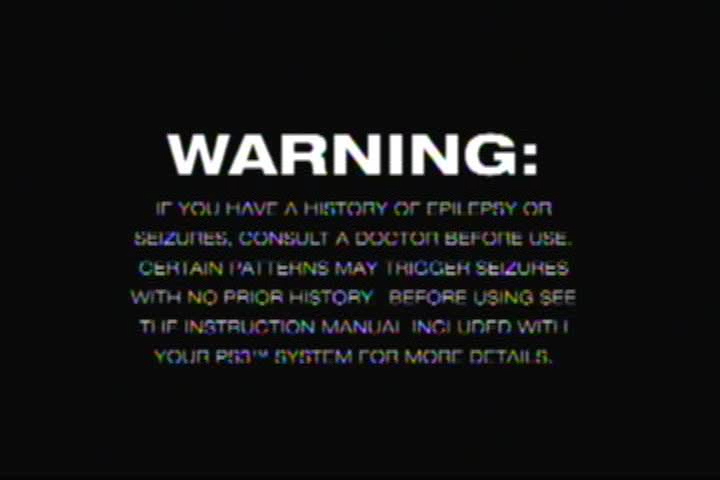 WARNING:
IF YOU HAVE A HISTORY OF EPILEPSY OR
SEIZURES, CONSULT A DOCTOR BEFORE USE.
CERTAIN PATTERNS MAY TRIGGER SEIZURES
WITH NO PRIOR HISTORY. BEFORE USING SEE
THE INSTRUCTION MANUAL INCLUDED WITH
YOUR PS3™ SYSTEM FOR MORE DETAILS.